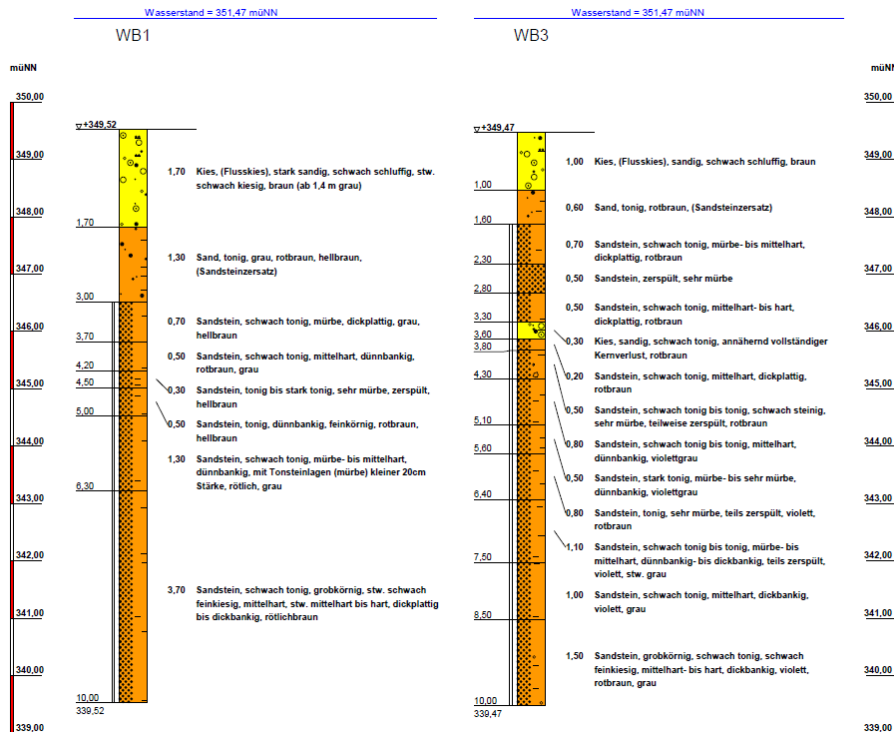 Wasserstand = 351,47 müNN
WB1
müNN
350,00
349,00
348,00
347,00
346,00
345,00
344,00
343,00
342,00
341,00
340,00
339,00
+349,52
1,70
3,00
3,70
4,20
4,50
5,00
6,30
10,00
339,52
1,70 Kies, (Flusskies), stark sandig, schwach schluffig, stw.
schwach kiesig, braun (ab 1,4 m grau)
1,30 Sand, tonig, grau, rotbraun, hellbraun,
(Sandsteinzersatz)
0,70 Sandstein, schwach tonig, mürbe, dickplattig, grau,
hellbraun
0,50 Sandstein, schwach tonig, mittelhart, dünnbankig,
rotbraun, grau
0,30 Sandstein, tonig bis stark tonig, sehr mürbe, zerspült,
hellbraun
0,50 Sandstein, tonig, dünnbankig, feinkörnig, rotbraun,
hellbraun
1,30 Sandstein, schwach tonig, mürbe- bis mittelhart,
dünnbankig, mit Tonsteinlagen (mürbe) kleiner 20cm
Stärke, rötlich, grau
3,70 Sandstein, schwach tonig, grobkörnig, stw. schwach
feinkiesig, mittelhart, stw. mittelhart bis hart, dickplattig
bis dickbankig, rötlichbraun
Wasserstand = 351,47 müNN
WB3
+349,47
1,00
1,60
2,30
2,80
3,30
3,60
3,80
4,30
5,10
5,60
6,40
7,50
8,50
10,00
339,47
1,00 Kies, (Flusskies), sandig, schwach schluffig, braun
0,60 Sand, tonig, rotbraun, (Sandsteinzersatz)
0,70 Sandstein, schwach tonig, mürbe- bis mittelhart,
dickplattig, rotbraun
0,50 Sandstein, zerspült, sehr mürbe
0,50 Sandstein, schwach tonig, mittelhart- bis hart,
dickplattig, rotbraun
0,30 Kies, sandig, schwach tonig, annähernd vollständiger
Kernverlust, rotbraun
0,20 Sandstein, schwach tonig, mittelhart, dickplattig,
rotbraun
0,50 Sandstein, schwach tonig bis tonig, schwach steinig,
sehr mürbe, teilweise zerspült, rotbraun
0,80 Sandstein, schwach tonig bis tonig, mittelhart,
dünnbankig, violettgrau
0,50 Sandstein, stark tonig, mürbe- bis sehr mürbe,
dünnbankig, violettgrau
0,80 Sandstein, tonig, sehr mürbe, teils zerspült, violett,
rotbraun
1,10 Sandstein, schwach tonig bis tonig, mürbe- bis
mittelhart, dünnbankig- bis dickbankig, teils zerspült,
violett, stw. grau
1,00 Sandstein, schwach tonig, mittelhart, dickbankig,
violett, grau
1,50 Sandstein, grobkörnig, schwach tonig, schwach
feinkiesig, mittelhart- bis hart, dickbankig, violett,
rotbraun, grau
müNN
350,00
349,00
348,00
347,00
346,00
345,00
344,00
343,00
342,00
341,00
340,00
339,00